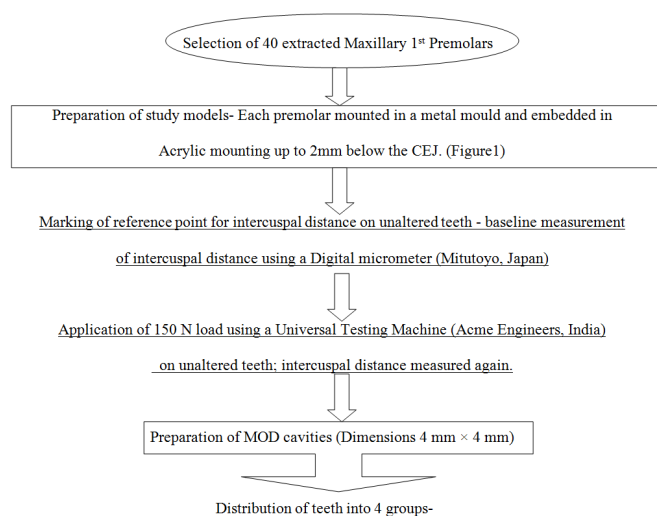 Selection of 40 extracted Maxillary 1st Premolars
Preparation of study models- Each premolar mounted in a metal mould and embedded in
Acrylic mounting up to 2mm below the CEJ. (Figure1)
Marking of reference point for intercuspal distance on unaltered teeth - baseline measurement
of intercuspal distance using a Digital micrometer (Mitutoyo, Japan)
Application of 150 N load using a Universal Testing Machine (Acme Engineers, India)
on unaltered teeth; intercuspal distance measured again.
Preparation of MOD cavities (Dimensions 4 mm × 4 mm)
Distribution of teeth into 4 groups-